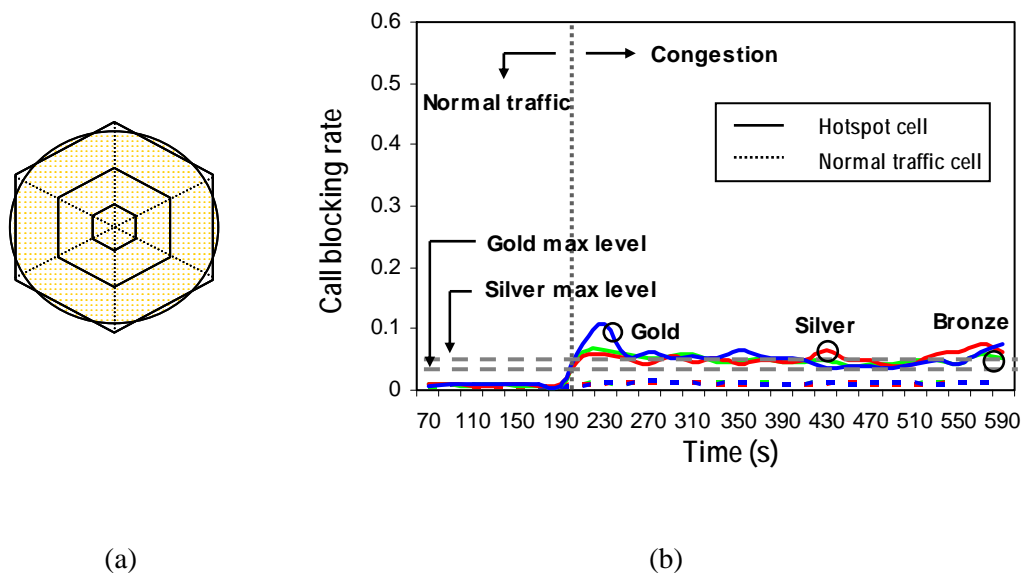 Call blocking rate
0.6
0.5
0.4
0.3
0.2
0.1
0
Congestion
Normal traffic
Hotspot cell
Normal traffic cell
Gold max level
Silver max level
Gold
Silver
Bronze
70 110 150 190 230 270 310 350 390 430 470 510 550 590
Time (s)
(a)
(b)